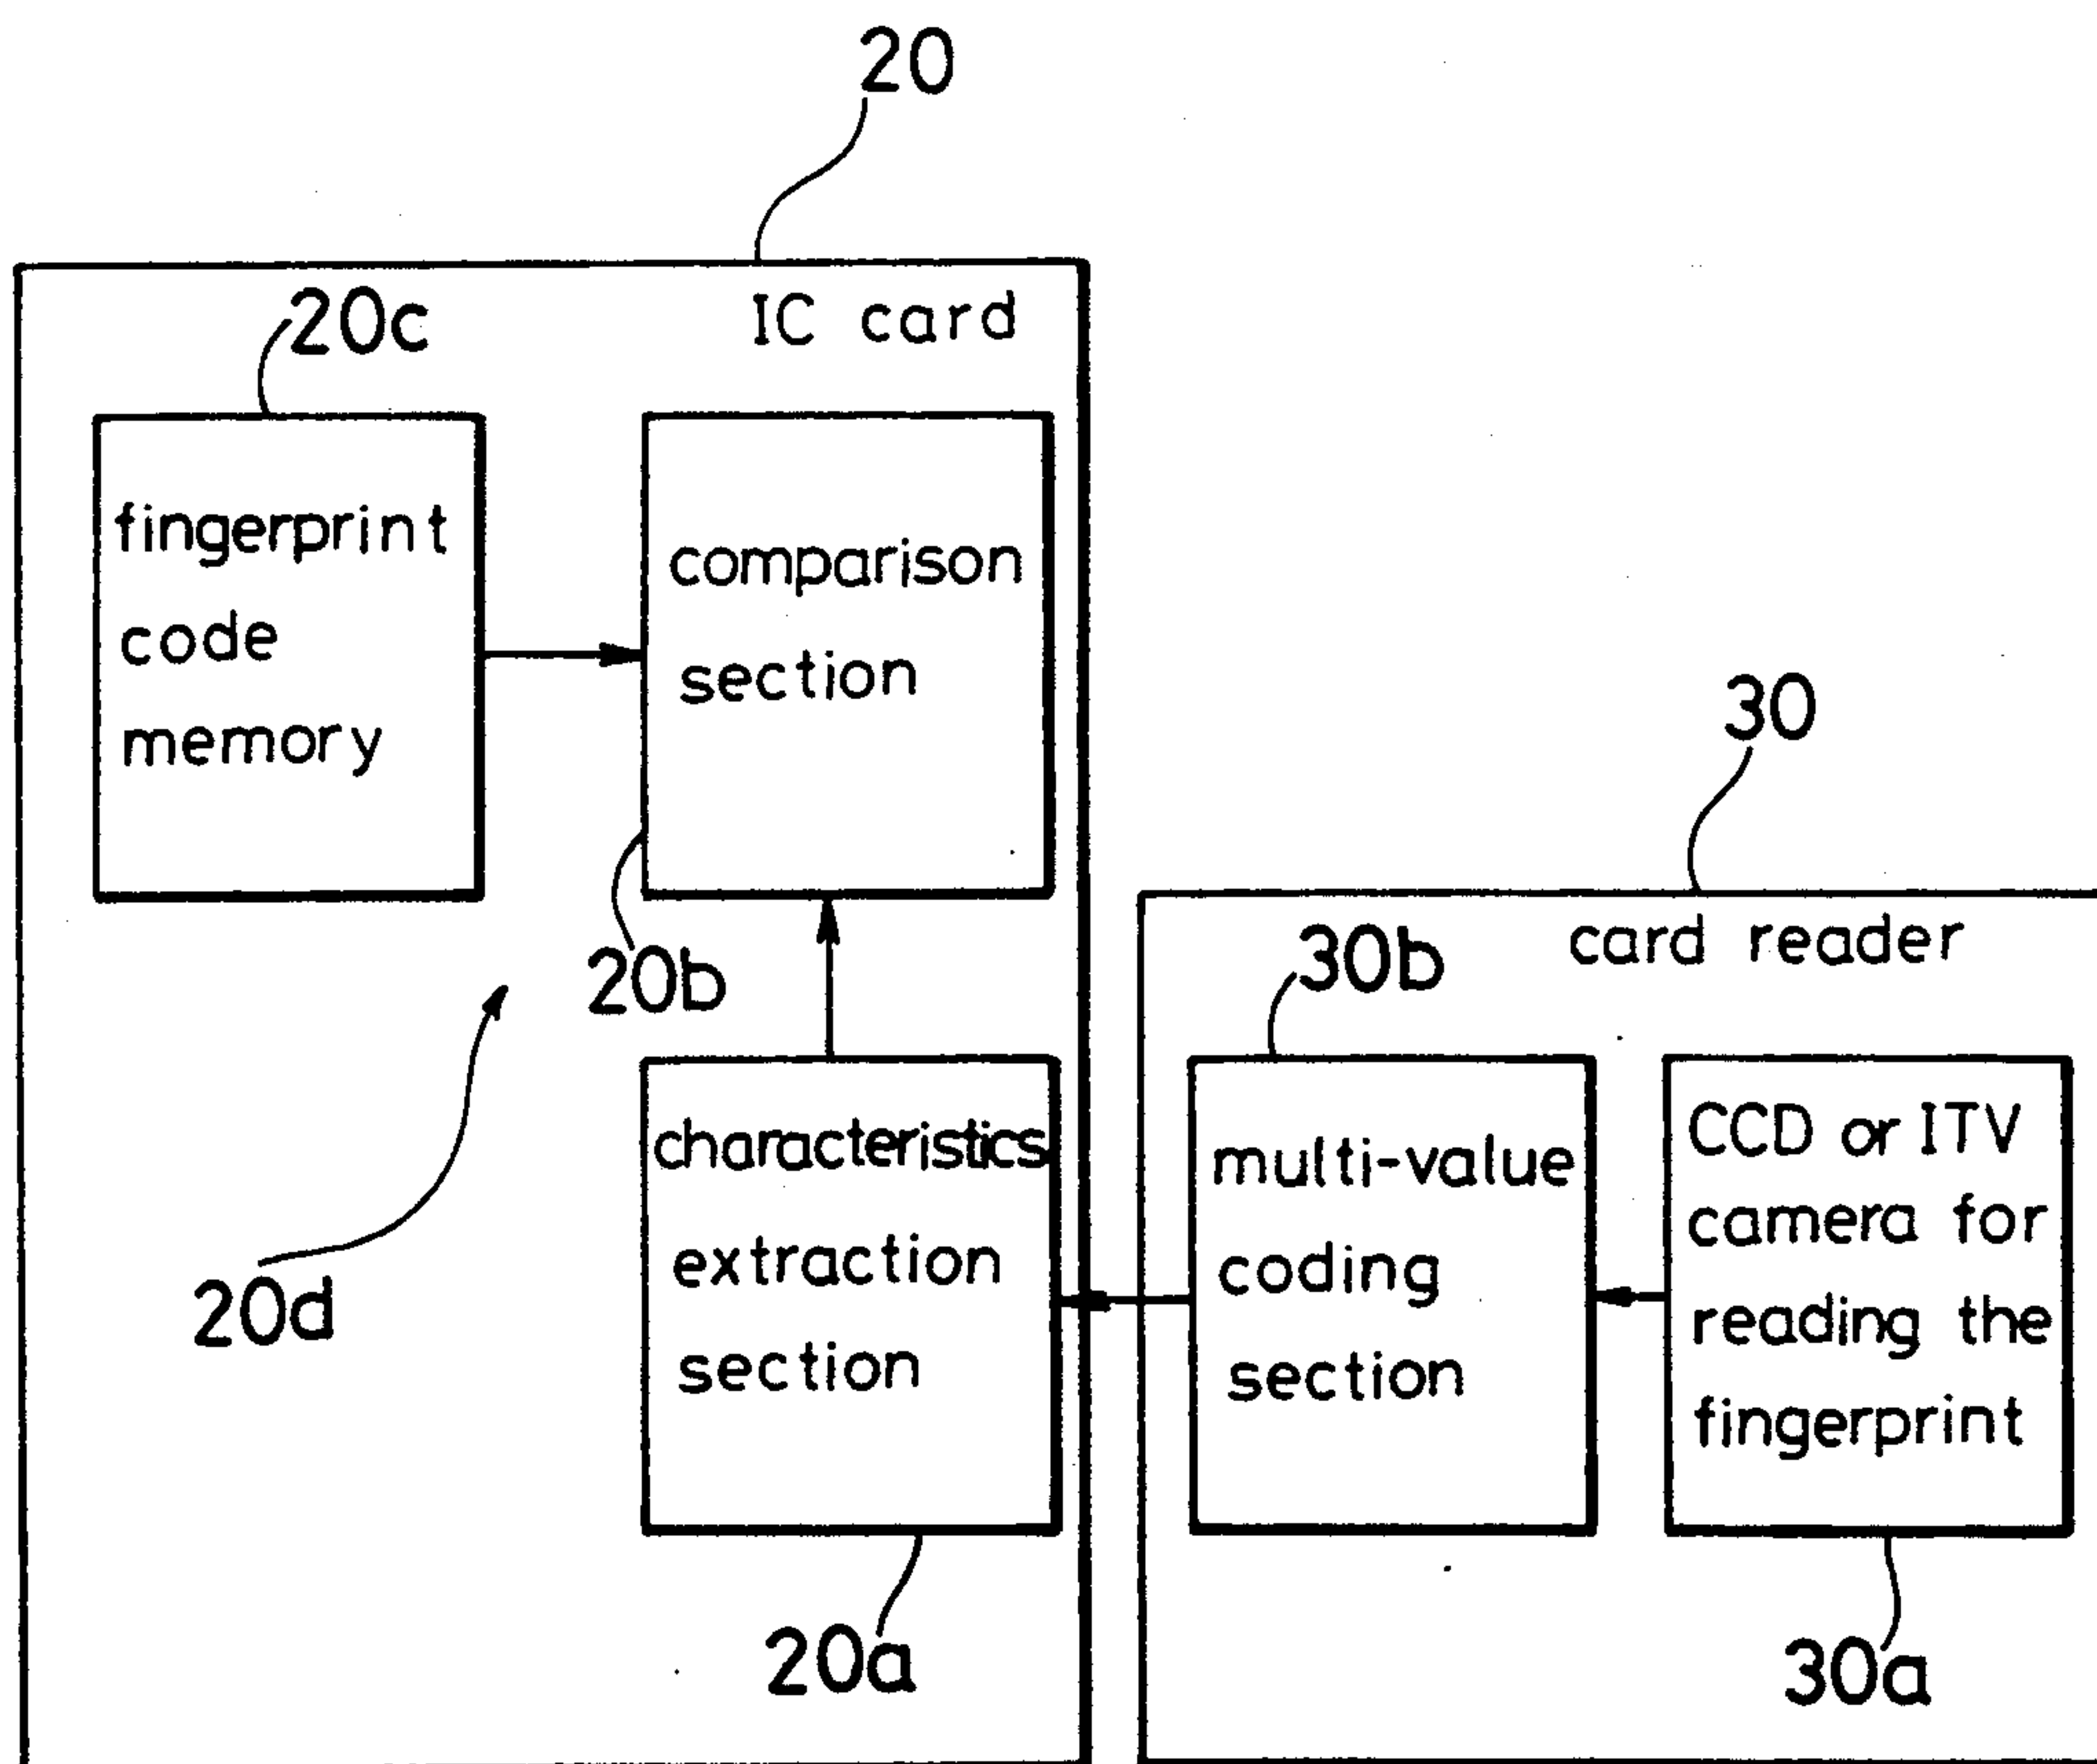 20
IC card
20c
fingerprint
code
memory
comparison
section
20b
20d
characteristics
extraction
section
20a
30
card reader
30b
multi-value
coding
section
CCD or ITV
camera for
reading the
fingerprint
30a